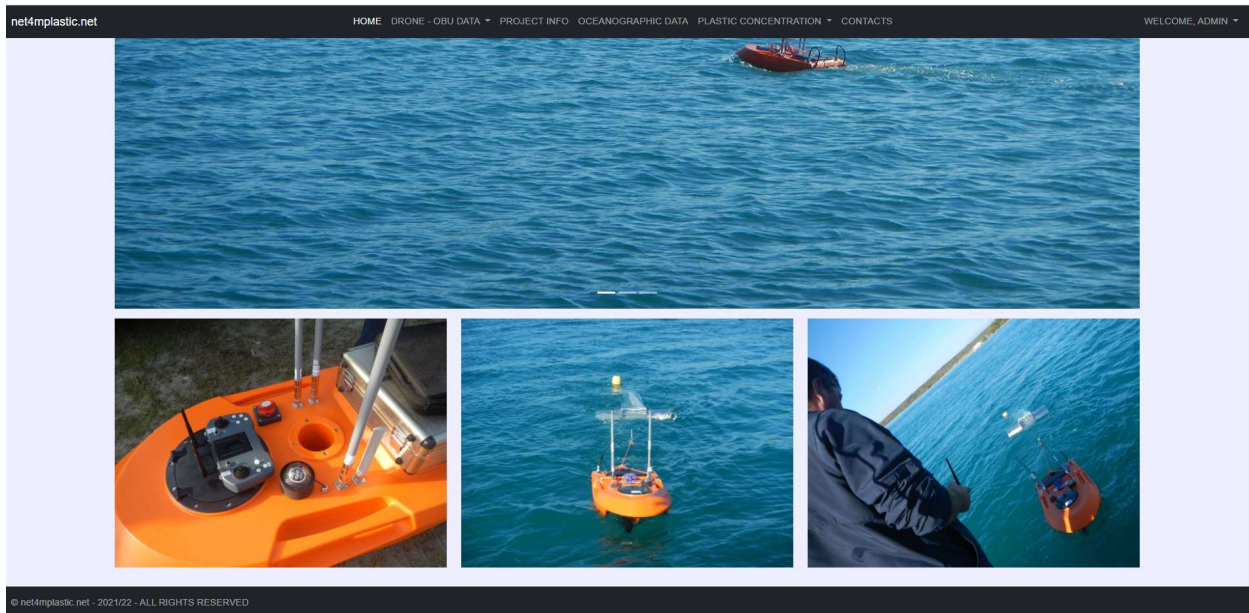 net4mplastic.net HOME DRONE - OBU DATA PROJECT INFO OCEANOGRAPHIC DATA PLASTIC CONCENTRATION CONTACTS WELCOME, ADMIN
© net4mplastic.net - 2021/22 - ALL RIGHTS RESERVED